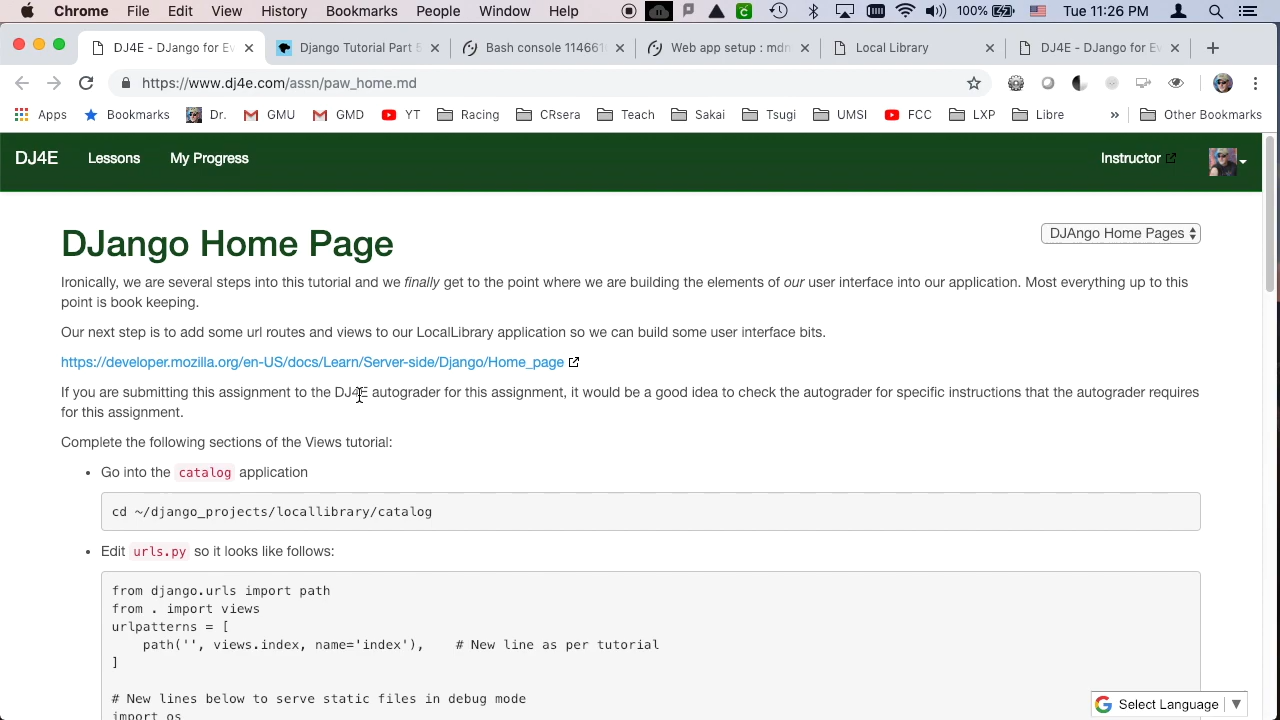 Chrome File Edit View History Bookmarks People Window Help 100% Tue 11:26 PM
DJ4E - DJango for Ev Django Tutorial Part 5 Bash console 1146610 Web app setup : mdn Local Library DJ4E - DJango for Ev
https://www.dj4e.com/assn/paw_home.md
Apps Bookmarks Dr. GMU GMD YT Racing CRsera Teach Sakai Tsugi UMSI FCC LXP Libre » Other Bookmarks
DJ4E Lessons My Progress Instructor
DJango Home Page
DJAngo Home Pages
Ironically, we are several steps into this tutorial and we finally get to the point where we are building the elements of our user interface into our application. Most everything up to this
point is book keeping.
Our next step is to add some url routes and views to our LocalLibrary application so we can build some user interface bits.
https://developer.mozilla.org/en-US/docs/Learn/Server-side/Django/Home_page
If you are submitting this assignment to the DJ4E autograder for this assignment, it would be a good idea to check the autograder for specific instructions that the autograder requires
for this assignment.
Complete the following sections of the Views tutorial:
• Go into the catalog application
cd ~/django_projects/locallibrary/catalog
• Edit urls.py so it looks like follows:
from django.urls import path
from . import views
urlpatterns = [
path('', views.index, name='index'), # New line as per tutorial
]
# New lines below to serve static files in debug mode
import os
Select Language ▼